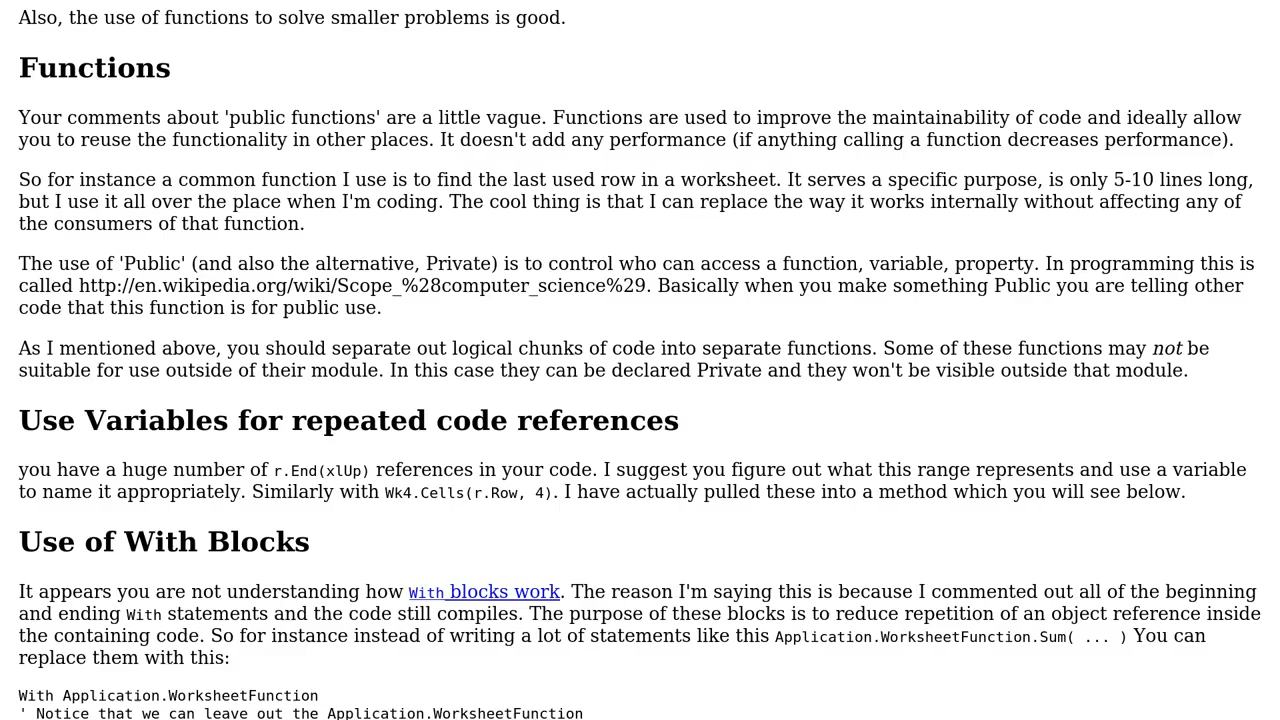 Also, the use of functions to solve smaller problems is good.
Functions
Your comments about 'public functions' are a little vague. Functions are used to improve the maintainability of code and ideally allow
you to reuse the functionality in other places. It doesn't add any performance (if anything calling a function decreases performance).
So for instance a common function I use is to find the last used row in a worksheet. It serves a specific purpose, is only 5-10 lines long,
but I use it all over the place when I'm coding. The cool thing is that I can replace the way it works internally without affecting any of
the consumers of that function.
The use of 'Public' (and also the alternative, Private) is to control who can access a function, variable, property. In programming this is
called http://en.wikipedia.org/wiki/Scope_%28computer_science%29. Basically when you make something Public you are telling other
code that this function is for public use.
As I mentioned above, you should separate out logical chunks of code into separate functions. Some of these functions may not be
suitable for use outside of their module. In this case they can be declared Private and they won't be visible outside that module.
Use Variables for repeated code references
you have a huge number of r.End(xlUp) references in your code. I suggest you figure out what this range represents and use a variable
to name it appropriately. Similarly with Wk4.Cells(r.Row, 4). I have actually pulled these into a method which you will see below.
Use of With Blocks
It appears you are not understanding how With blocks work. The reason I'm saying this is because I commented out all of the beginning
and ending With statements and the code still compiles. The purpose of these blocks is to reduce repetition of an object reference inside
the containing code. So for instance instead of writing a lot of statements like this Application.WorksheetFunction.Sum( ... ) You can
replace them with this:
With Application.WorksheetFunction
' Notice that we can leave out the Application.WorksheetFunction